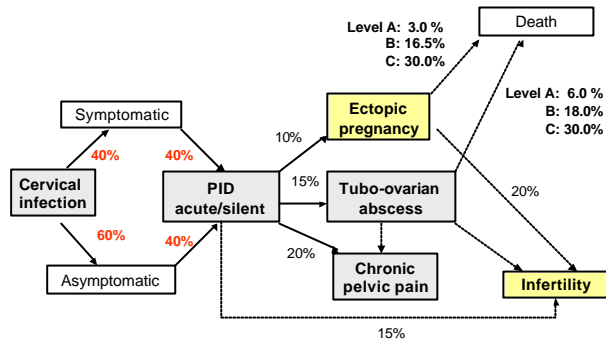 Death
Level A: 3.0 %
B: 16.5%
C: 30.0%
Level A: 6.0 %
B: 18.0%
C: 30.0%
Symptomatic
Ectopic
pregnancy
10%
40%
40%
Cervical
infection
PID
acute/silent
15%
Tubo-ovarian
abscess
20%
60%
40%
20%
Asymptomatic
Chronic
pelvic pain
Infertility
15%